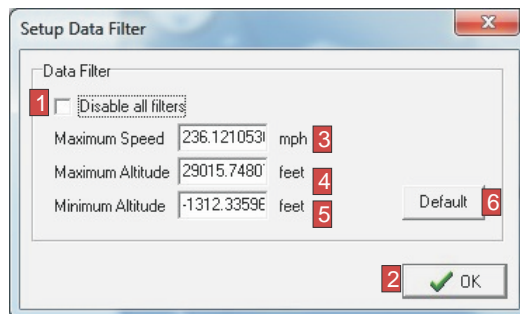 Setup Data Filter
Data Filter
1 Disable all filters
Maximum Speed 236.121053 mph 3
Maximum Altitude 29015.7480 feet 4
Minimum Altitude -1312.3359 feet 5
Default 6
2 OK